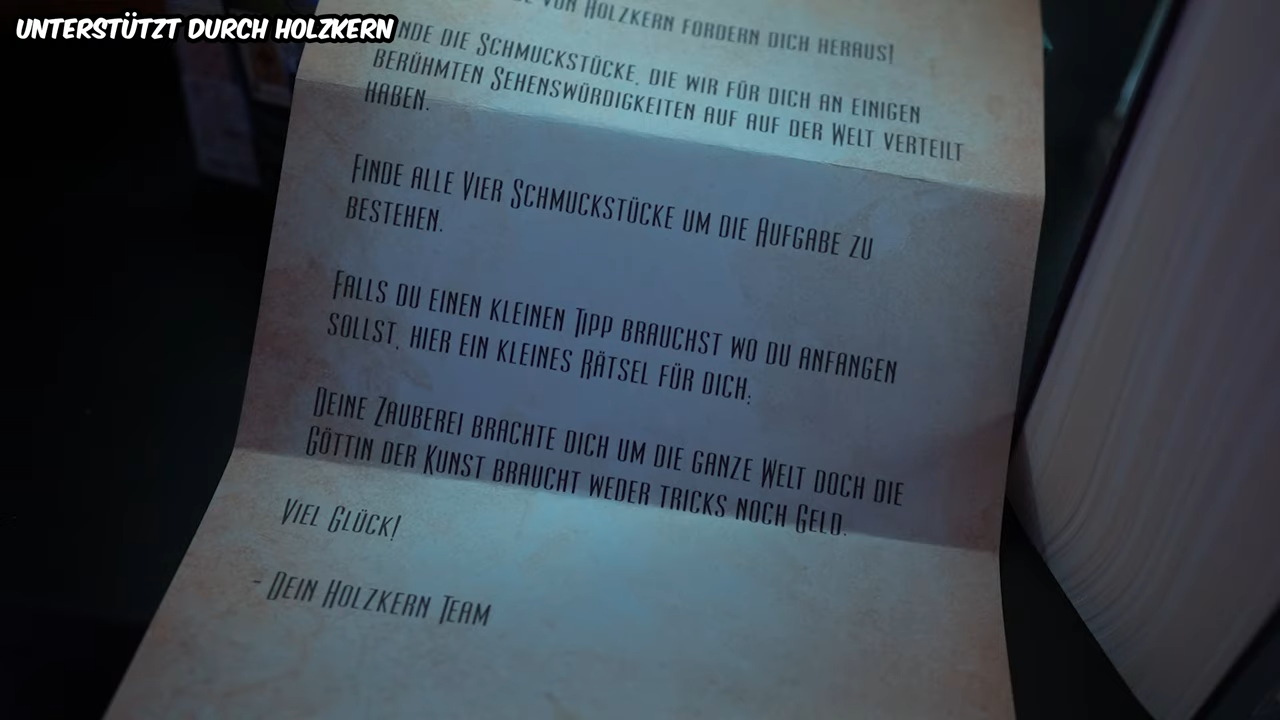 UNTERSTÜTZT DURCH HOLZKERN
VON HOLZKERN FORDERN DICH HERAUS!
DIE SCHMUCKSTÜCKE, DIE WIR FÜR DICH AN EINIGEN
BERÜHMTEN SEHENSWÜRDIGKEITEN AUF AUF DER WELT VERTEILT
HABEN.
FINDE ALLE VIER SCHMUCKSTÜCKE UM DIE AUFGABE ZU
BESTEHEN.
FALLS DU EINEN KLEINEN TIPP BRAUCHST WO DU ANFANGEN
SOLLST, HIER EIN KLEINES RÄTSEL FÜR DICH:
DEINE ZAUBEREI BRACHTE DICH UM DIE GANZE WELT DOCH DIE
GÖTTIN DER KUNST BRAUCHT WEDER TRICKS NOCH GELD.
VIEL GLÜCK!
- DEIN HOLZKERN TEAM